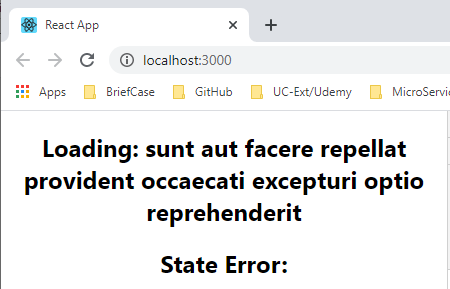 React App
localhost:3000
Apps BriefCase GitHub UC-Ext/Udemy MicroServic
Loading: sunt aut facere repellat
provident occaecati excepturi optio
reprehenderit
State Error: